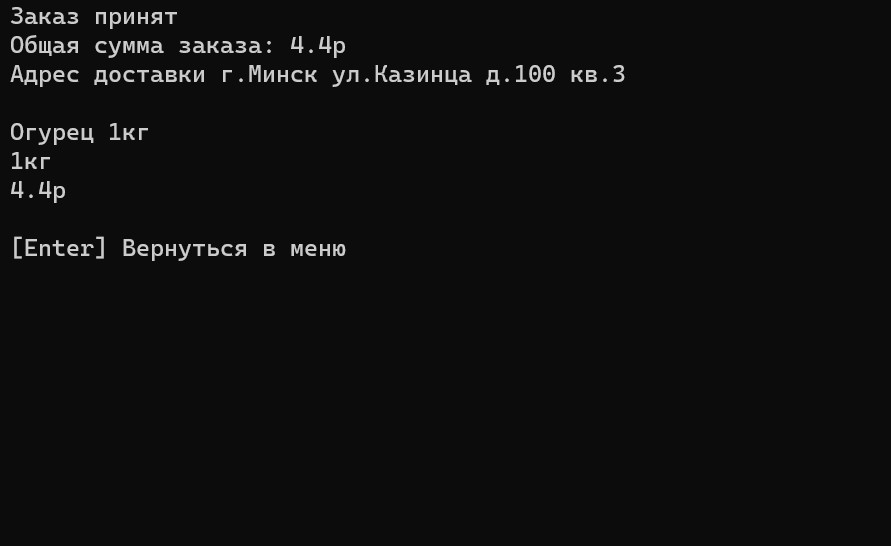 Заказ принят
Общая сумма заказа: 4.4р
Адрес доставки г.Минск ул.Казинца д.100 кв.3
Огурец 1кг
1кг
4.4р
[Enter] Вернуться в меню